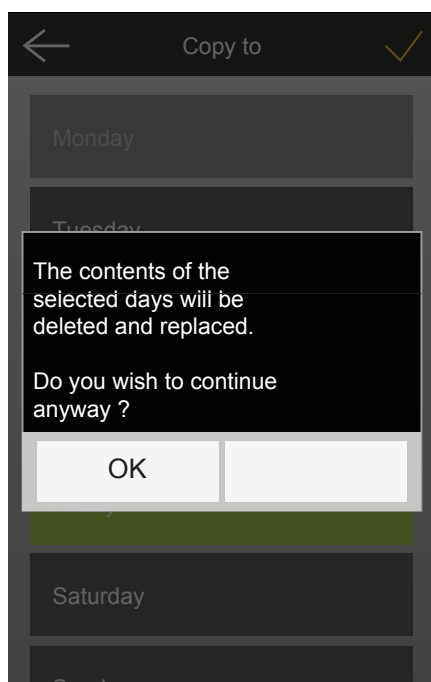 Copy to
Monday
Tuesday
The contents of the
selected days will be
deleted and replaced.
Do you wish to continue
anyway ?
OK
Saturday